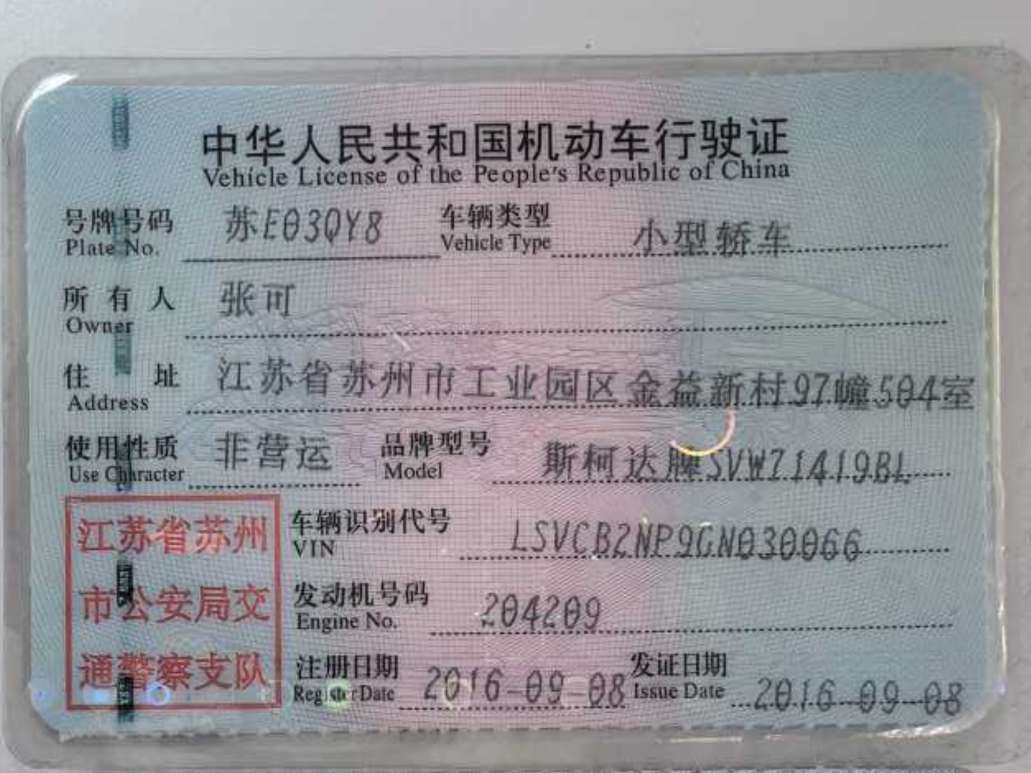 中华人民共和国机动车行驶证
Vehicle License of the People's Republic of China
号牌号码 苏E03QY8 车辆类型 小型轿车
Plate No. Vehicle Type
所有人 张可
Owner
住址 江苏省苏州市工业园区金益新村97幢504室
Address
使用性质 非营运 品牌型号 斯柯达牌SVW71419BL
Use Character Model
江苏省苏州 车辆识别代号 LSVCB2NP9GN030066
VIN
市公安局交 发动机号码 204209
Engine No.
通警察支队 注册日期 2016-09-08 发证日期 2016-09-08
Register Date Issue Date